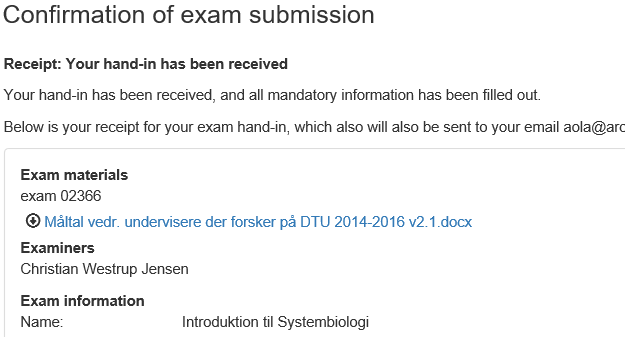 Confirmation of exam submission
Receipt: Your hand-in has been received
Your hand-in has been received, and all mandatory information has been filled out.
Below is your receipt for your exam hand-in, which also will also be sent to your email aola@arc
Exam materials
exam 02366
Måltal vedr. undervisere der forsker på DTU 2014-2016 v2.1.docx
Examiners
Christian Westrup Jensen
Exam information
Name: Introduktion til Systembiologi